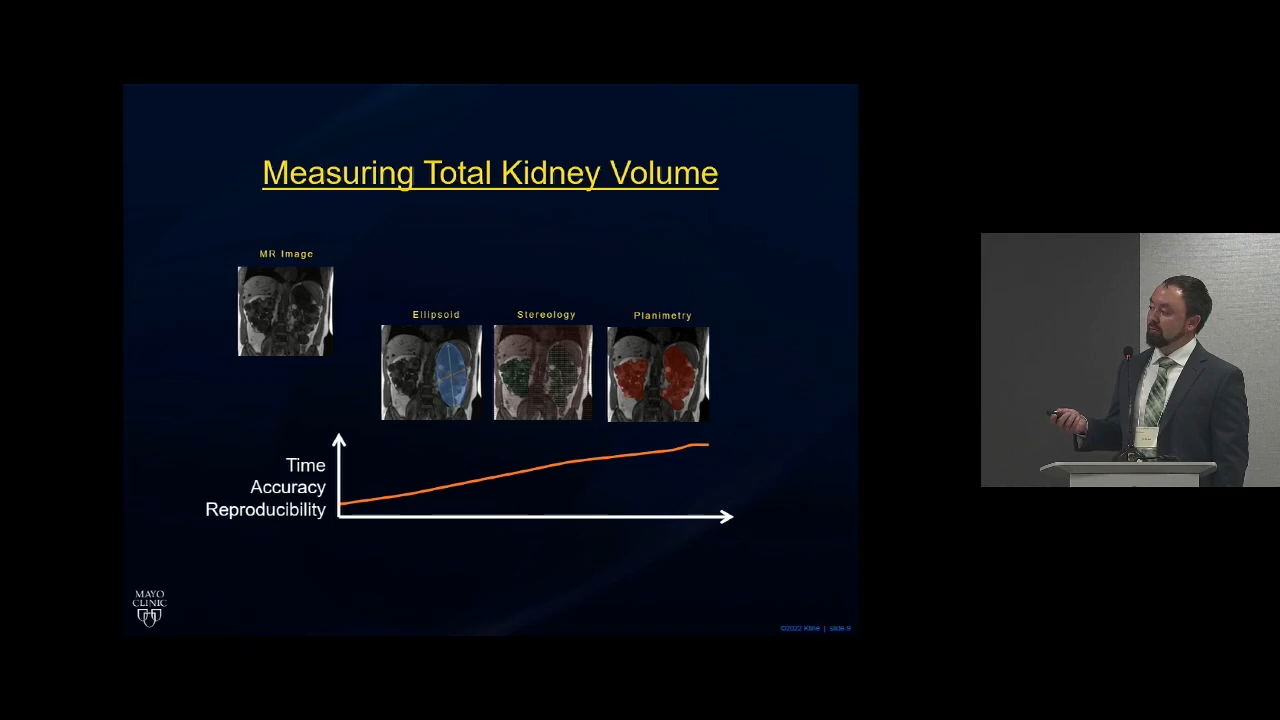 Measuring Total Kidney Volume
MR Image
Ellipsoid
Stereology
Planimetry
Time
Accuracy
Reproducibility
MAYO
CLINIC
©2022 Kline | slide 9